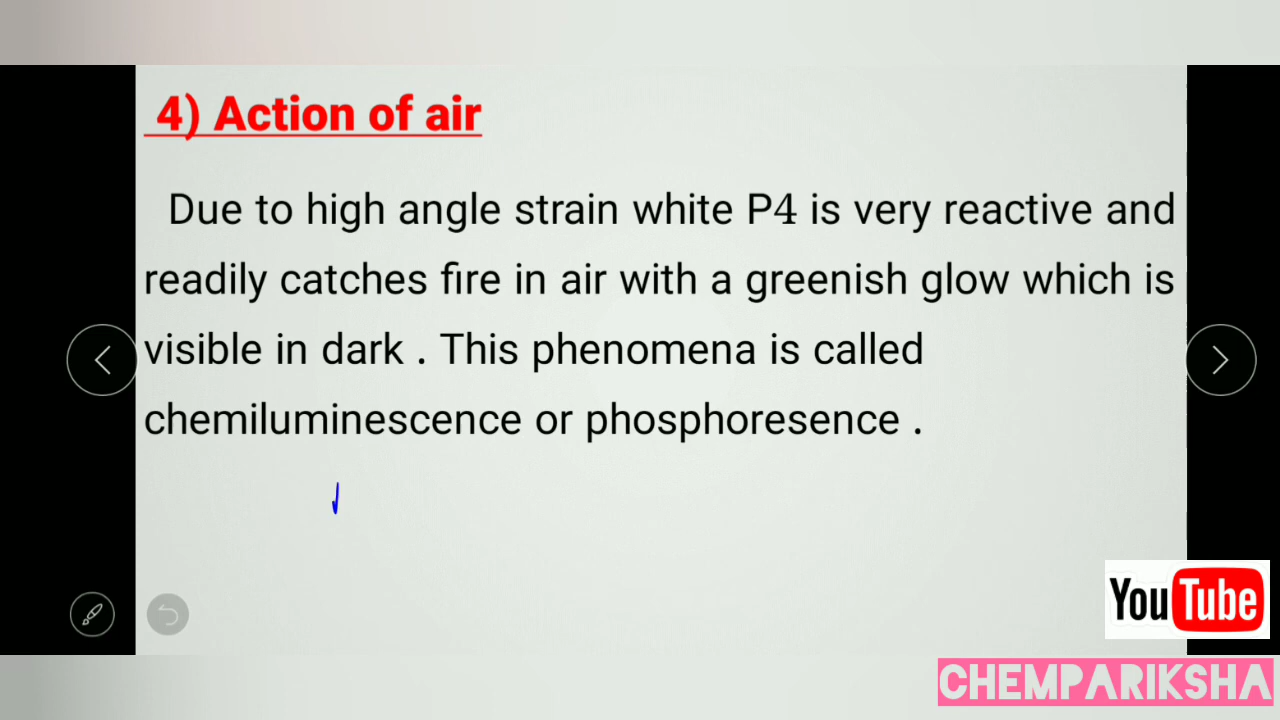 4) Action of air
Due to high angle strain white P4 is very reactive and
readily catches fire in air with a greenish glow which is
visible in dark . This phenomena is called
chemiluminescence or phosphoresence .
YouTube
CHEMPARIKSHA